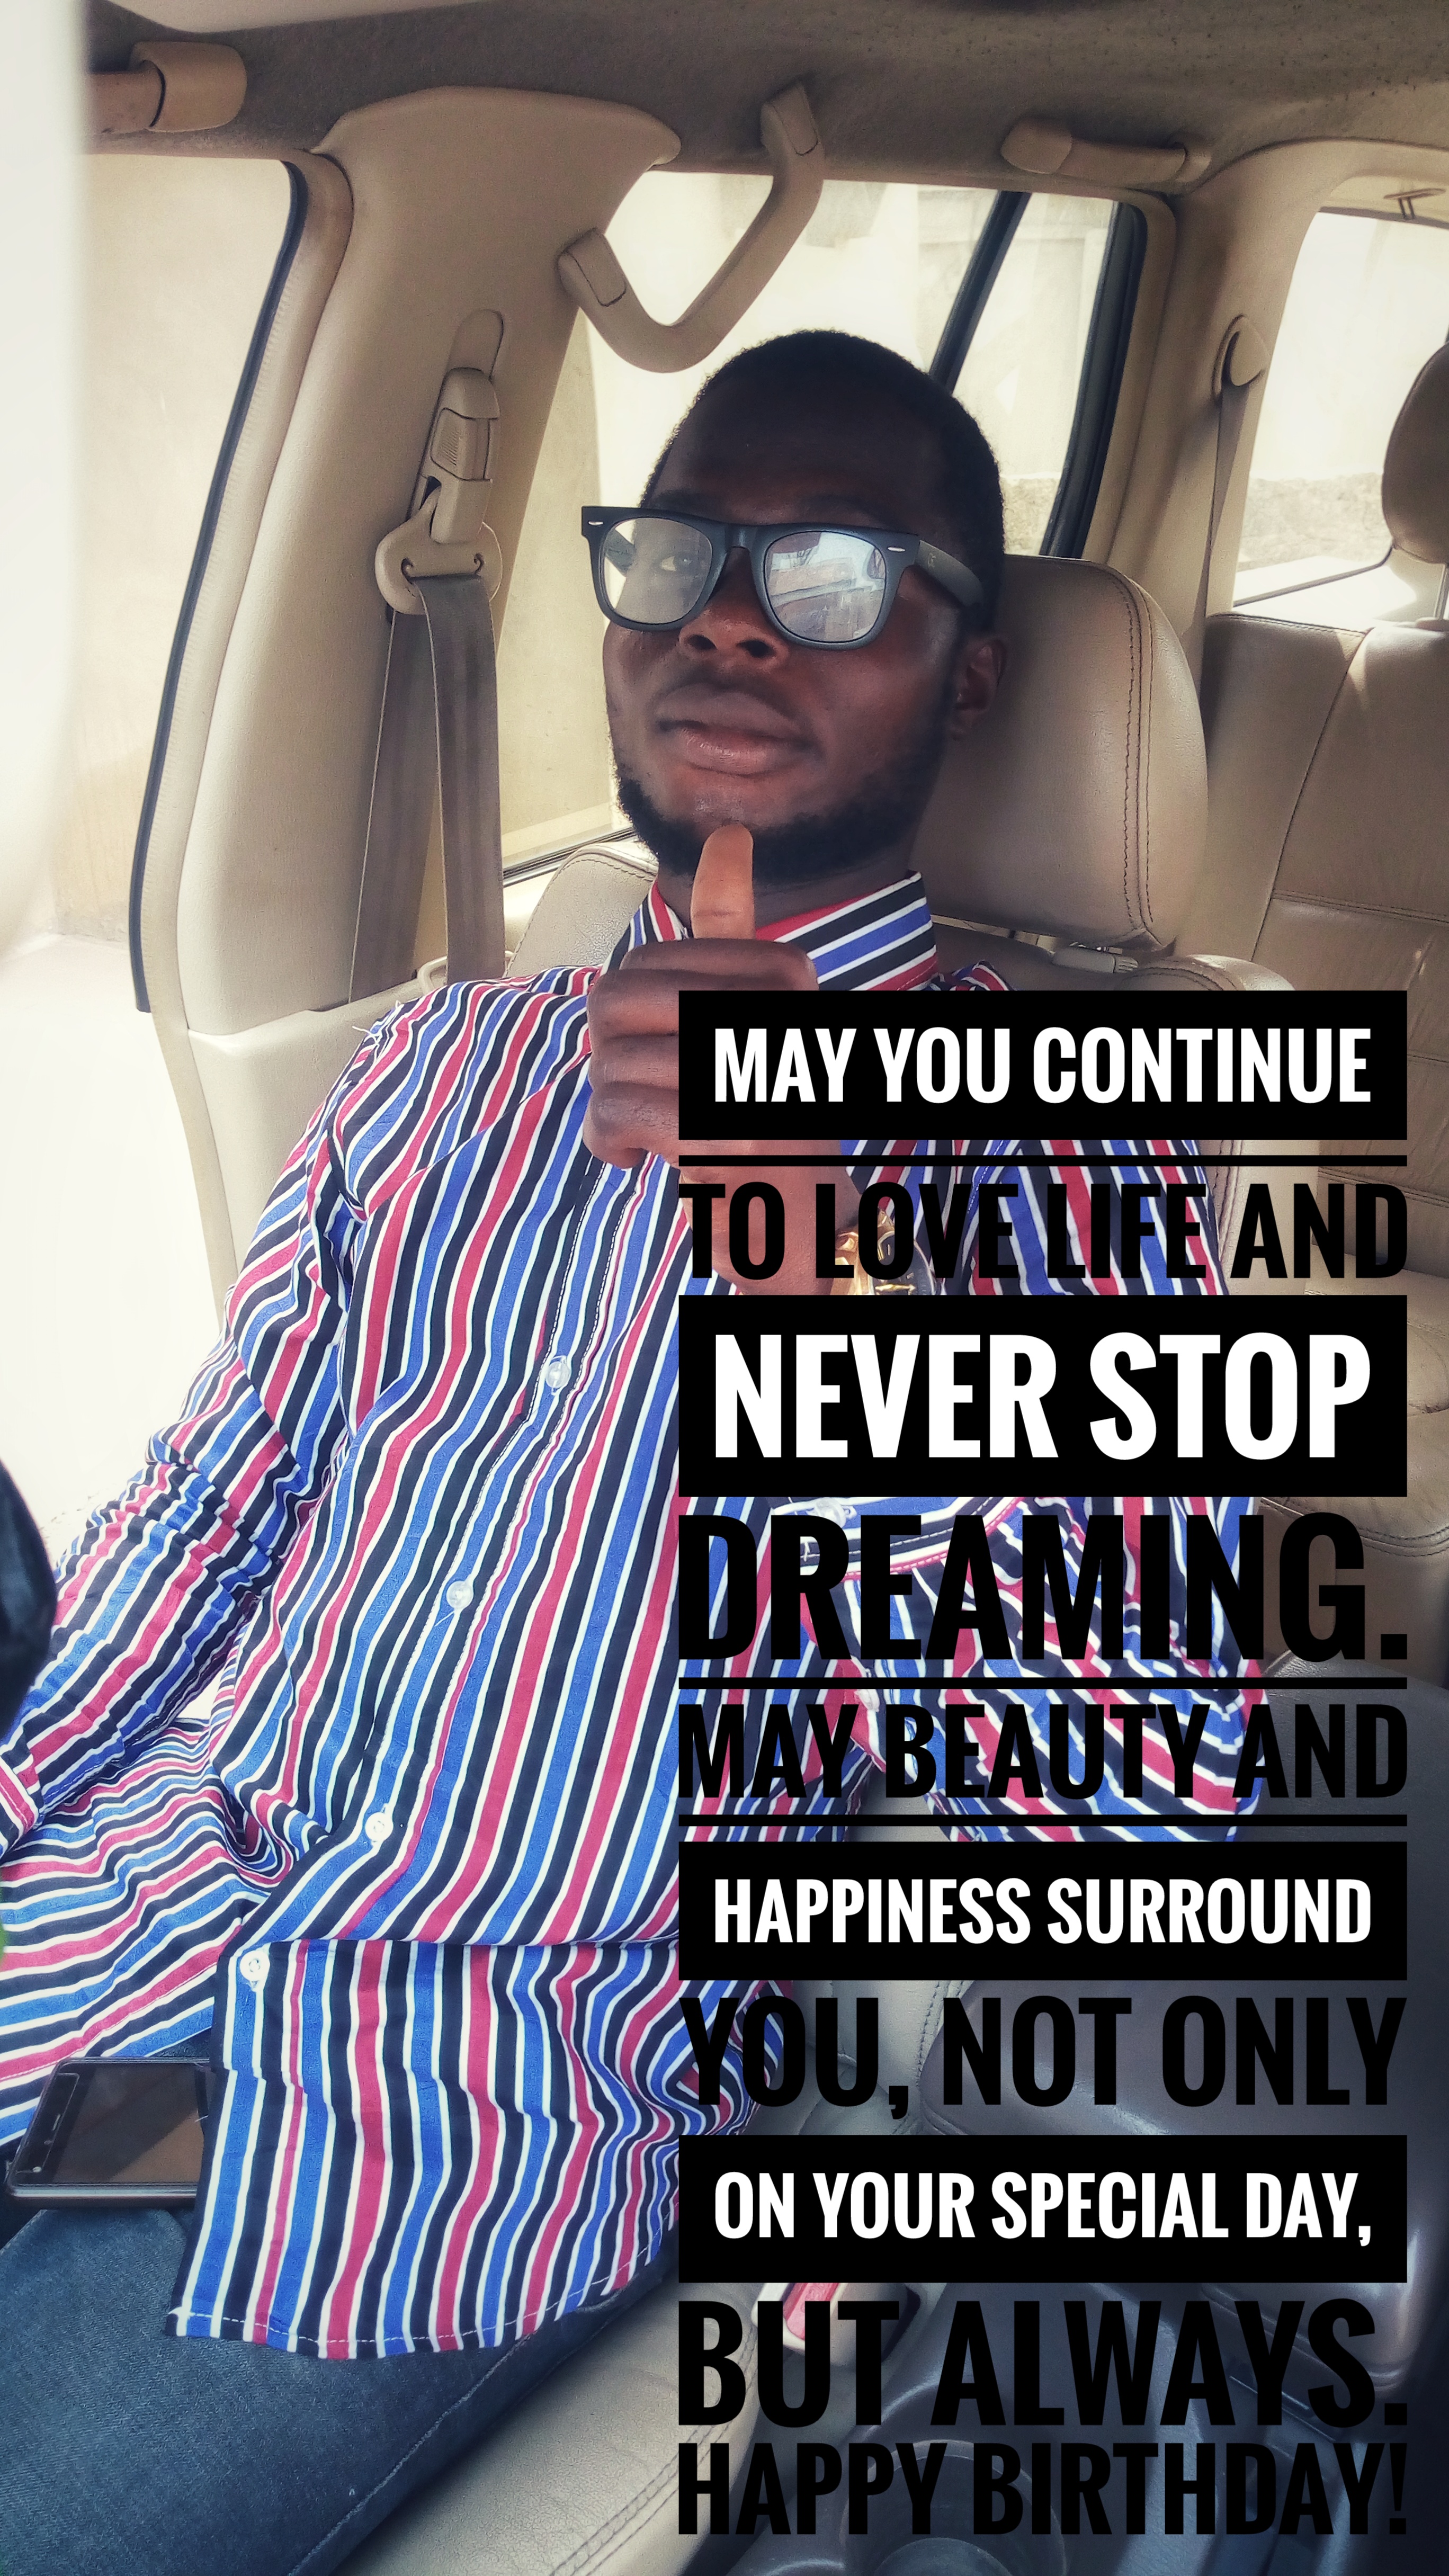 MAY YOU CONTINUE
TO LOVE LIFE AND
NEVER STOP
DREAMING.
MAY BEAUTY AND
HAPPINESS SURROUND
YOU, NOT ONLY
ON YOUR SPECIAL DAY,
BUT ALWAYS.
HAPPY BIRTHDAY!